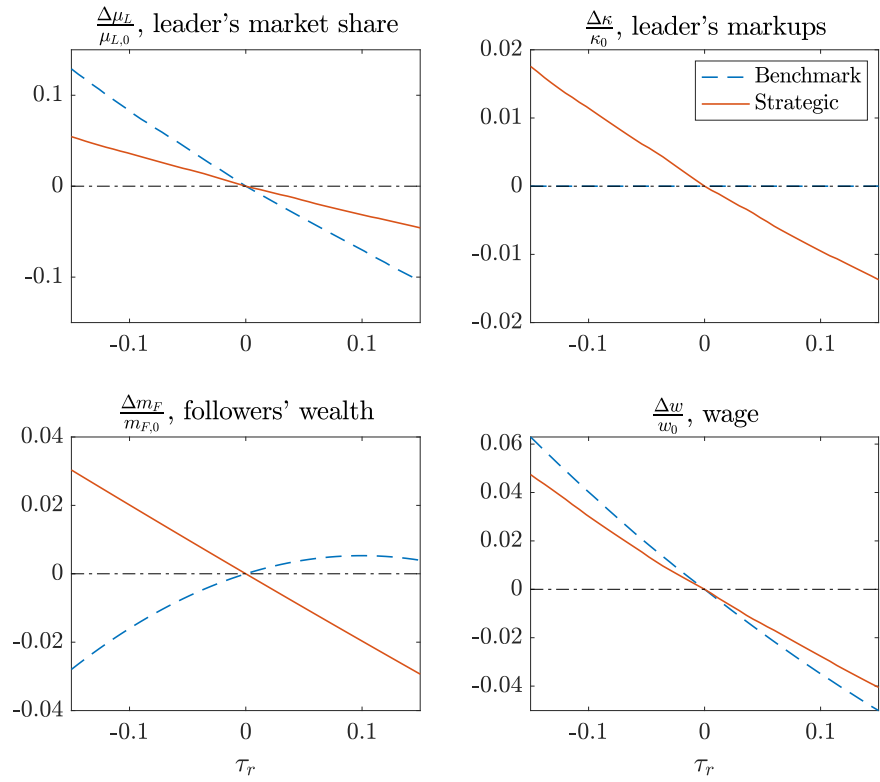 Δμ_L/μ_{L,0}, leader's market share
0.1
0
-0.1
-0.1 0 0.1
Δκ/κ_0, leader's markups
0.02
0.01
0
-0.01
-0.02
-0.1 0 0.1
Benchmark
Strategic
Δm_F/m_{F,0}, followers' wealth
0.04
0.02
0
-0.02
-0.04
-0.1 0 0.1
τ_r
Δw/w_0, wage
0.06
0.04
0.02
0
-0.02
-0.04
-0.1 0 0.1
τ_r